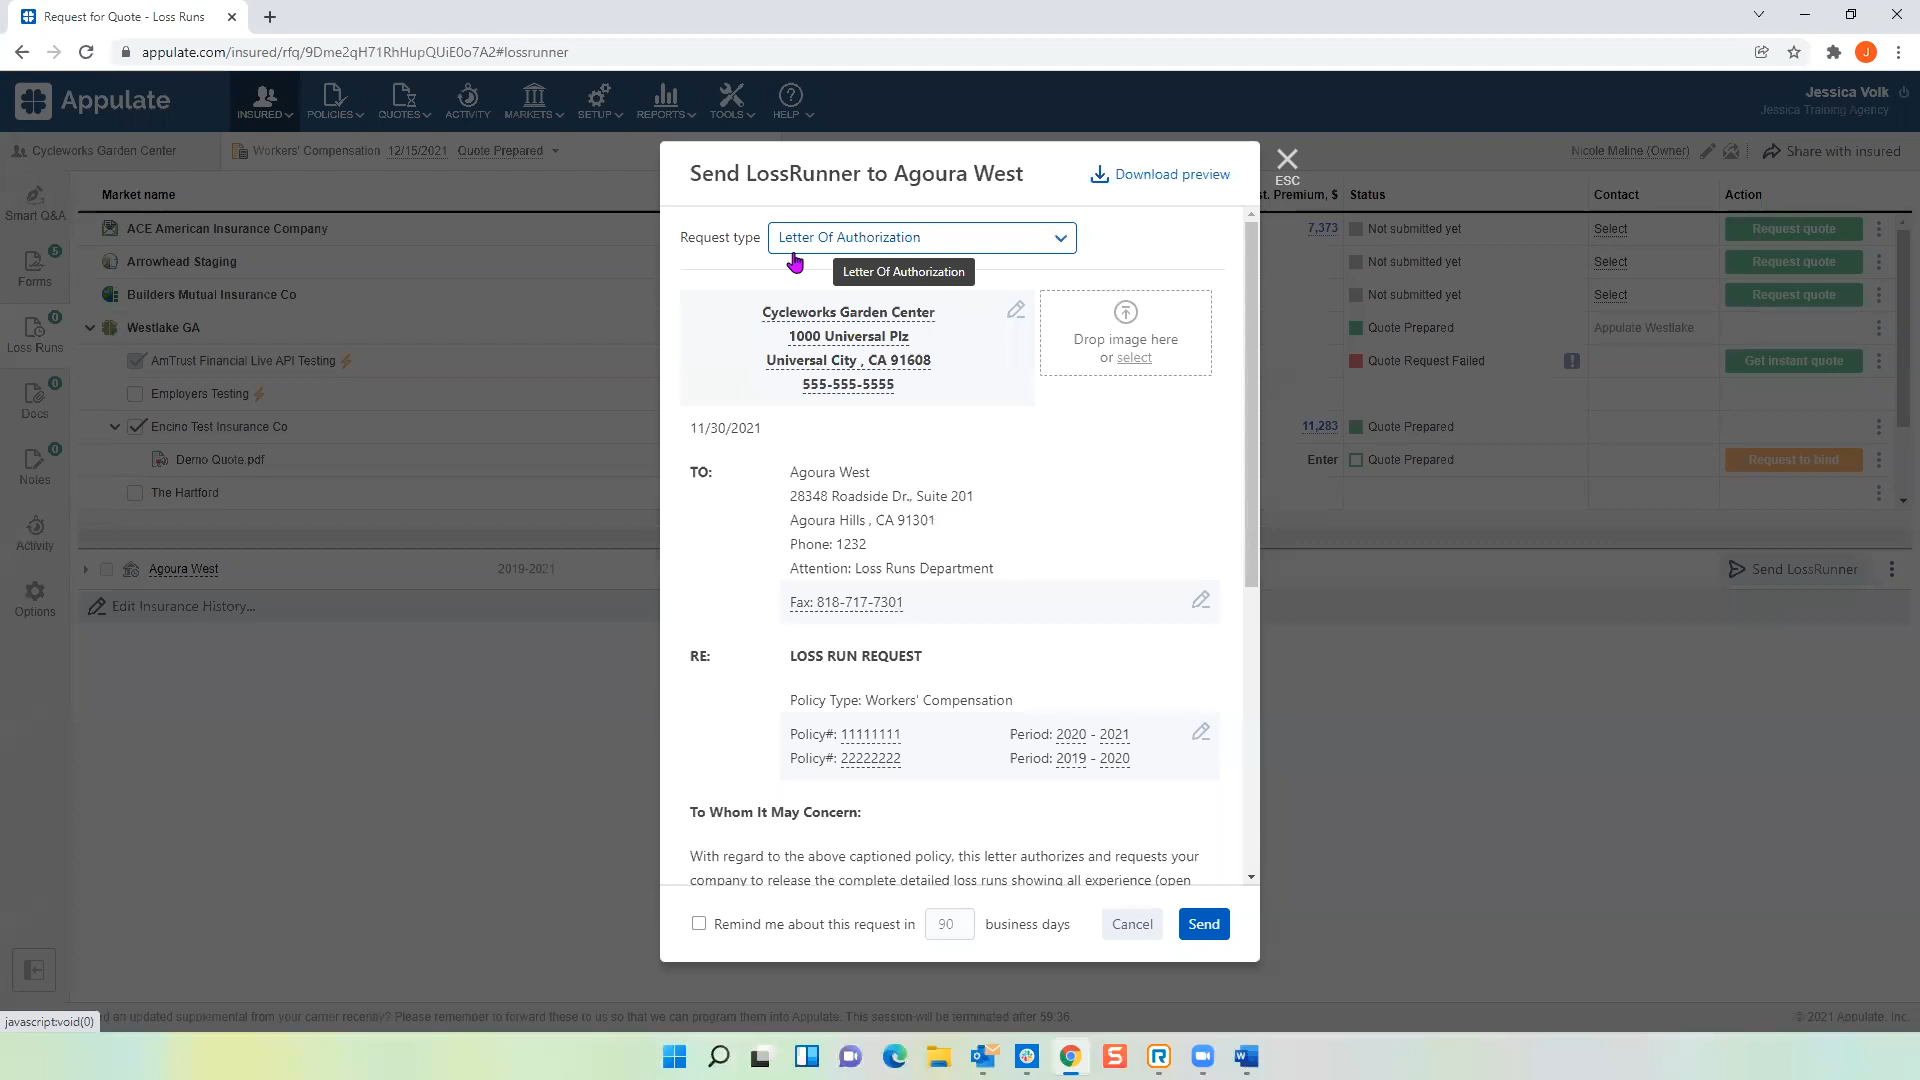 Request for Quote - Loss Runs
appulate.com/insured/rfq/9Dme2qH71RhHupQUiE0o7A2#lossrunner
J
Appulate
INSURED
POLICIES
QUOTES
ACTIVITY
MARKETS
SETUP
REPORTS
TOOLS
HELP
Jessica Volk
Jessica Training Agency
Cycleworks Garden Center
Workers' Compensation 12/15/2021 Quote Prepared
Nicole Meline (Owner)
Share with insured
Smart Q&A
Forms 5
Loss Runs 0
Docs 0
Notes 0
Activity
Options
Market name
t. Premium, $ Status Contact Action
ACE American Insurance Company
7,373 Not submitted yet Select Request quote
Arrowhead Staging
Not submitted yet Select Request quote
Builders Mutual Insurance Co
Not submitted yet Select Request quote
Westlake GA
Quote Prepared Appulate Westlake
AmTrust Financial Live API Testing
Quote Request Failed ! Get instant quote
Employers Testing
Encino Test Insurance Co
11,283 Quote Prepared
Demo Quote.pdf
Enter Quote Prepared Request to bind
The Hartford
Agoura West 2019-2021 Send LossRunner
Edit Insurance History...
Send LossRunner to Agoura West
Download preview
ESC
Request type Letter Of Authorization
Letter Of Authorization
Cycleworks Garden Center
1000 Universal Plz
Universal City , CA 91608
555-555-5555
Drop image here
or select
11/30/2021
TO: Agoura West
28348 Roadside Dr., Suite 201
Agoura Hills , CA 91301
Phone: 1232
Attention: Loss Runs Department
Fax: 818-717-7301
RE: LOSS RUN REQUEST
Policy Type: Workers' Compensation
Policy#: 11111111 Period: 2020 - 2021
Policy#: 22222222 Period: 2019 - 2020
To Whom It May Concern:
With regard to the above captioned policy, this letter authorizes and requests your
company to release the complete detailed loss runs showing all experience (open
Remind me about this request in 90 business days
Cancel
Send
javascript:void(0)
d an updated supplemental from your carrier recently? Please remember to forward these to us so that we can program them into Appulate. This session will be terminated after 59:36.
© 2021 Appulate, Inc.